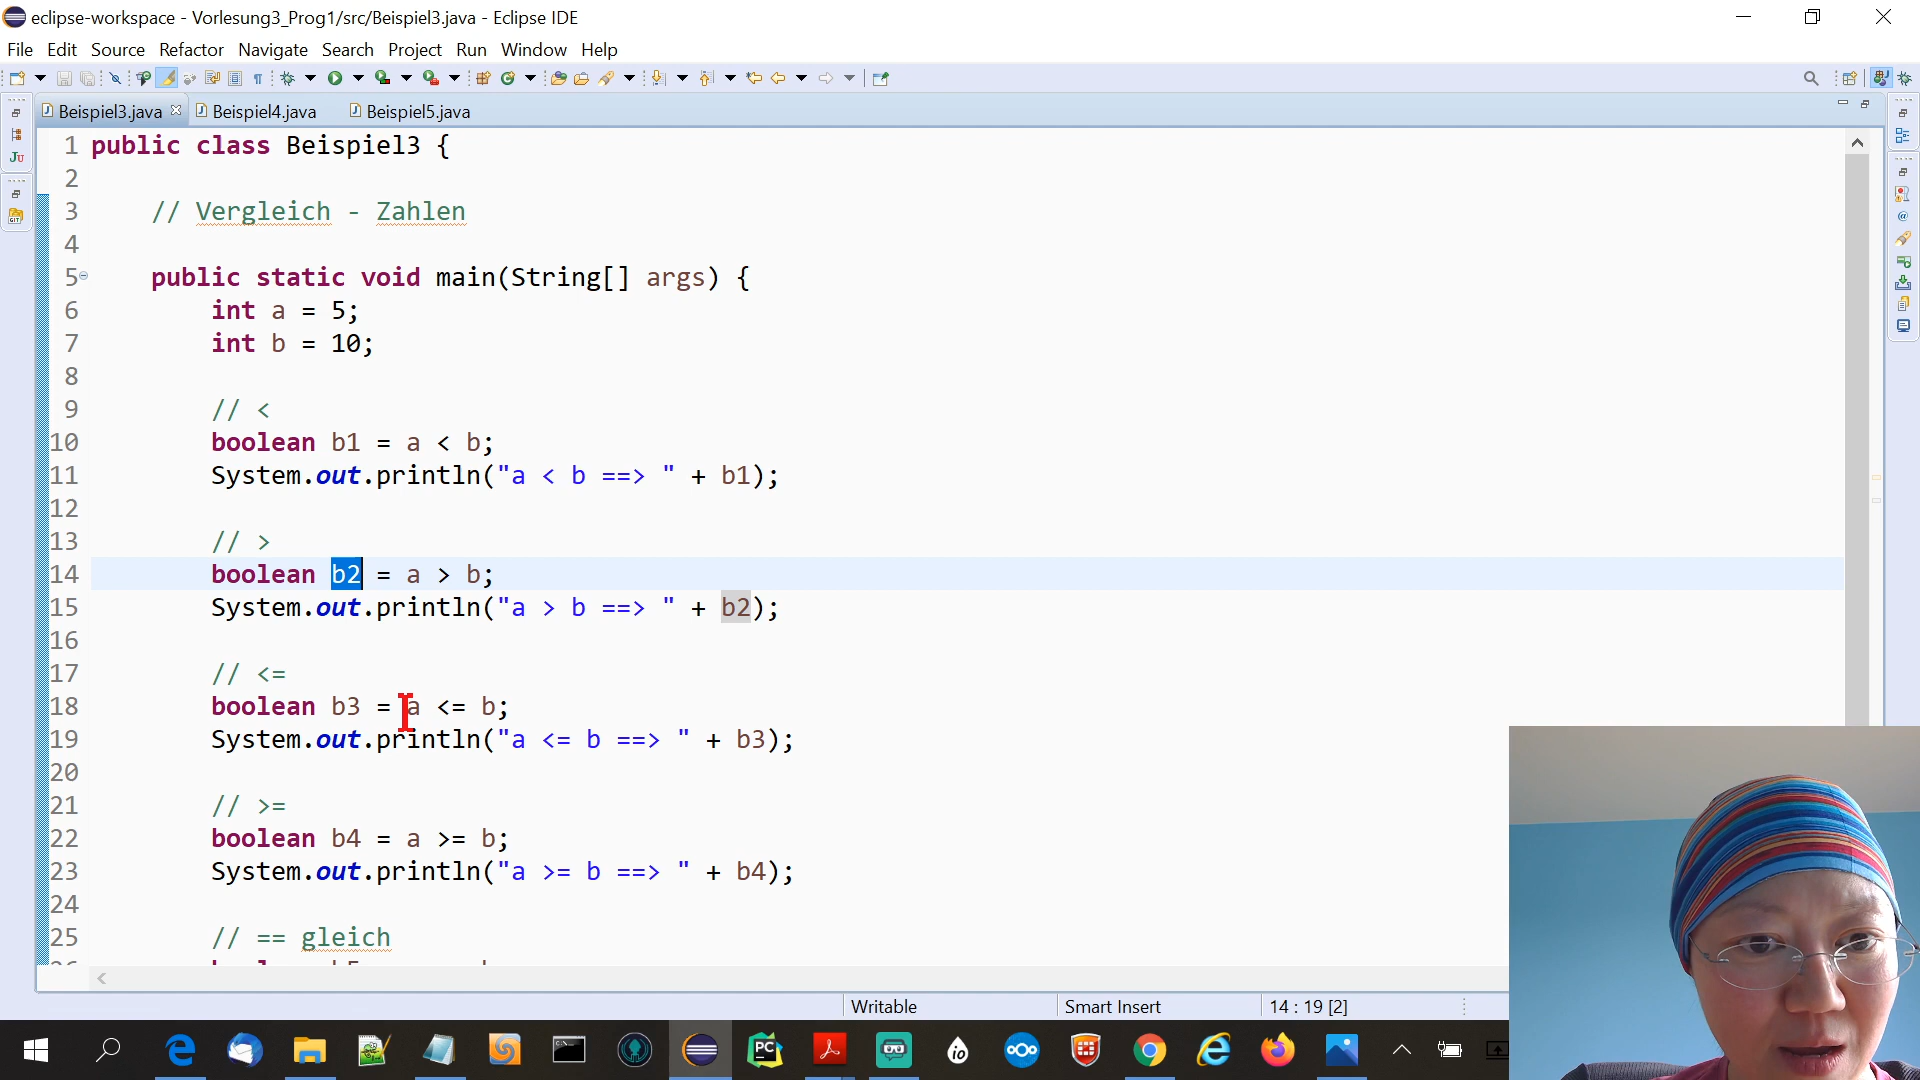 eclipse-workspace - Vorlesung3_Prog1/src/Beispiel3.java - Eclipse IDE
File Edit Source Refactor Navigate Search Project Run Window Help
Beispiel3.java Beispiel4.java Beispiel5.java
1 public class Beispiel3 {
2
3 // Vergleich - Zahlen
4
5 public static void main(String[] args) {
6 int a = 5;
7 int b = 10;
8
9 // <
10 boolean b1 = a < b;
11 System.out.println("a < b ==> " + b1);
12
13 // >
14 boolean b2 = a > b;
15 System.out.println("a > b ==> " + b2);
16
17 // <=
18 boolean b3 = a <= b;
19 System.out.println("a <= b ==> " + b3);
20
21 // >=
22 boolean b4 = a >= b;
23 System.out.println("a >= b ==> " + b4);
24
25 // == gleich
Writable Smart Insert 14 : 19 [2]